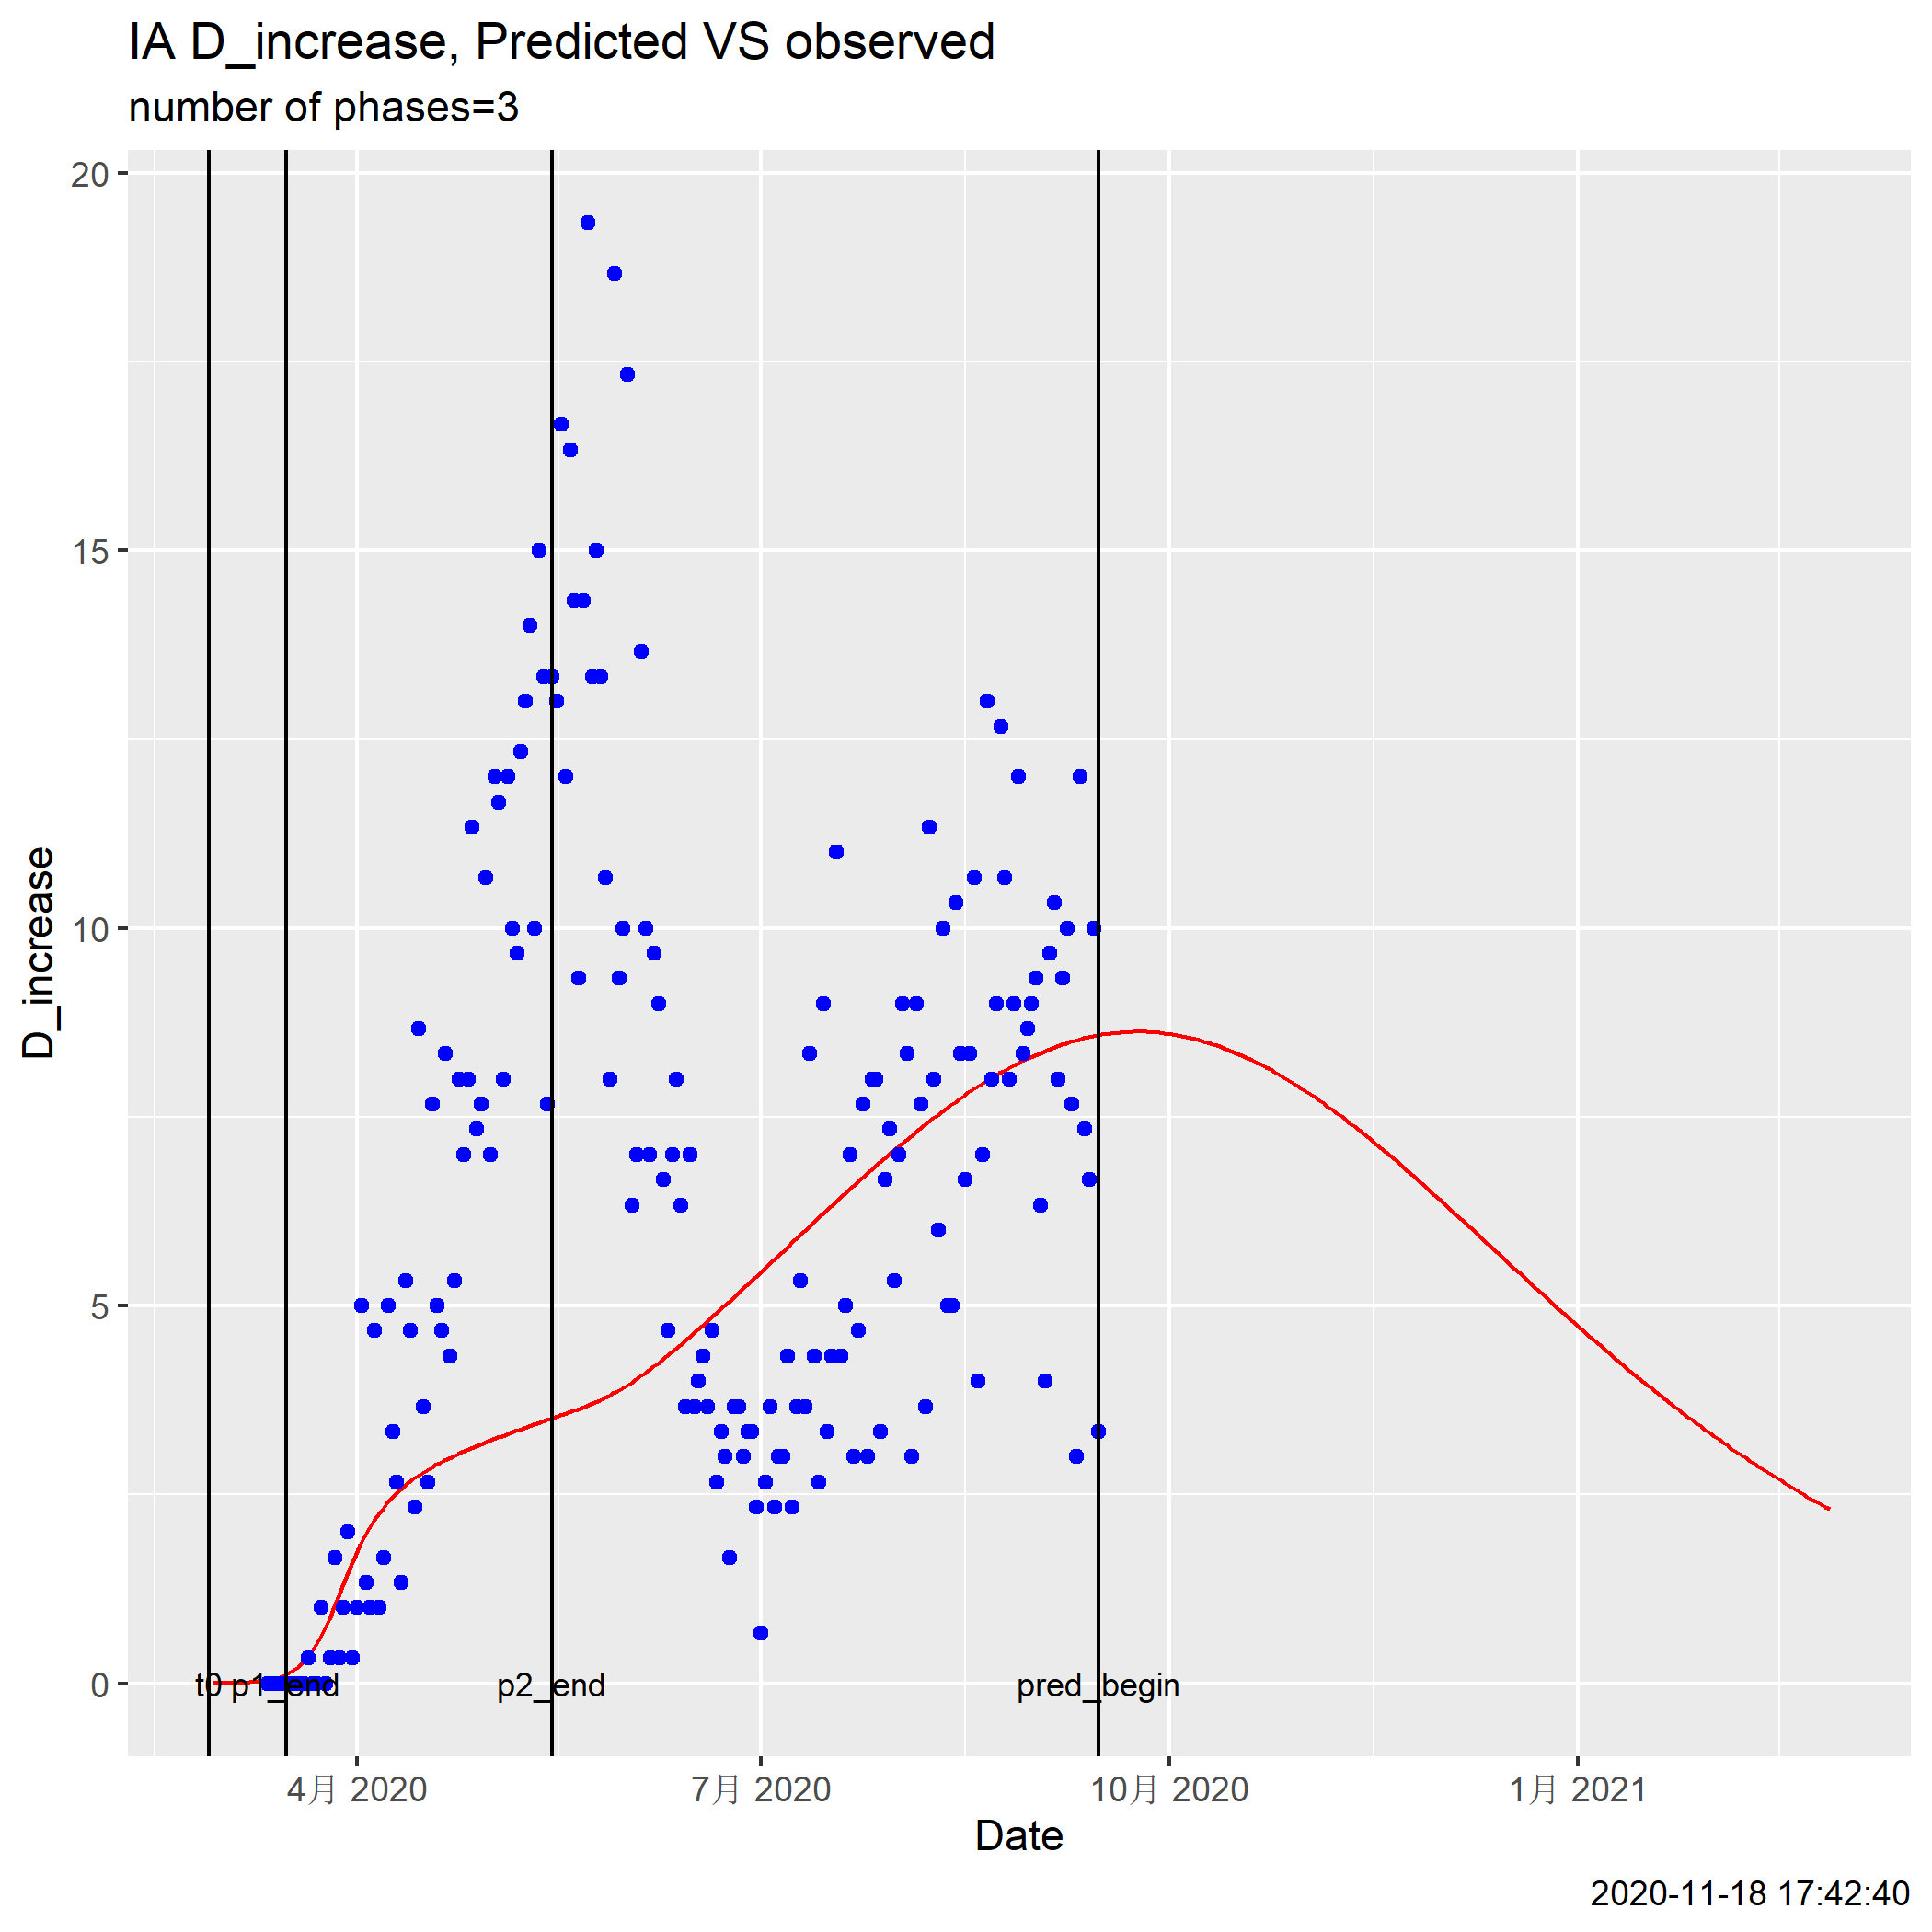 IA D_increase, Predicted VS observed
number of phases=3
20
15
10
5
0
D_increase
t0 p1_end p2_end pred_begin
4月 2020 7月 2020 10月 2020 1月 2021
Date
2020-11-18 17:42:40